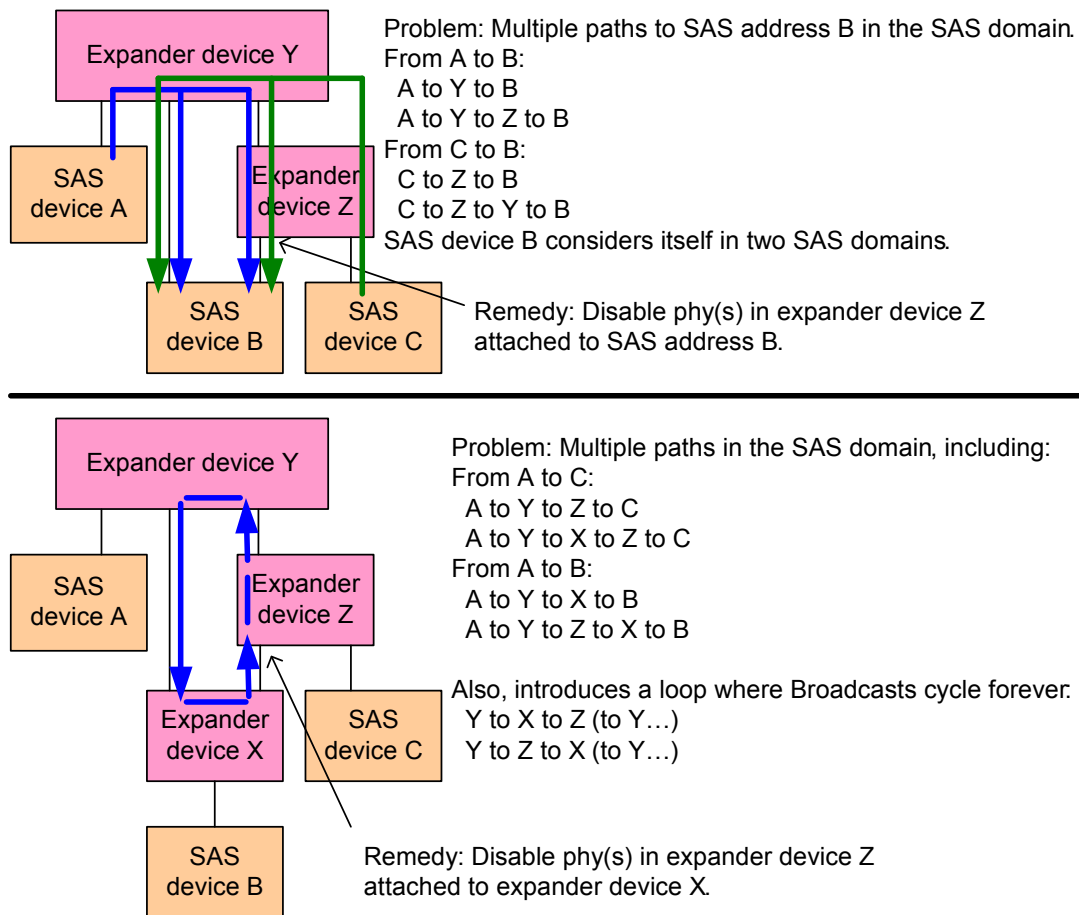 Expander device Y
SAS
device A
Expander
device Z
SAS
device B
SAS
device C
Problem: Multiple paths to SAS address B in the SAS domain.
From A to B:
A to Y to B
A to Y to Z to B
From C to B:
C to Z to B
C to Z to Y to B
SAS device B considers itself in two SAS domains.
Remedy: Disable phy(s) in expander device Z
attached to SAS address B.
Expander device Y
SAS
device A
Expander
device Z
Expander
device X
SAS
device C
SAS
device B
Problem: Multiple paths in the SAS domain, including:
From A to C:
A to Y to Z to C
A to Y to X to Z to C
From A to B:
A to Y to X to B
A to Y to Z to X to B
Also, introduces a loop where Broadcasts cycle forever:
Y to X to Z (to Y…)
Y to Z to X (to Y…)
Remedy: Disable phy(s) in expander device Z
attached to expander device X.